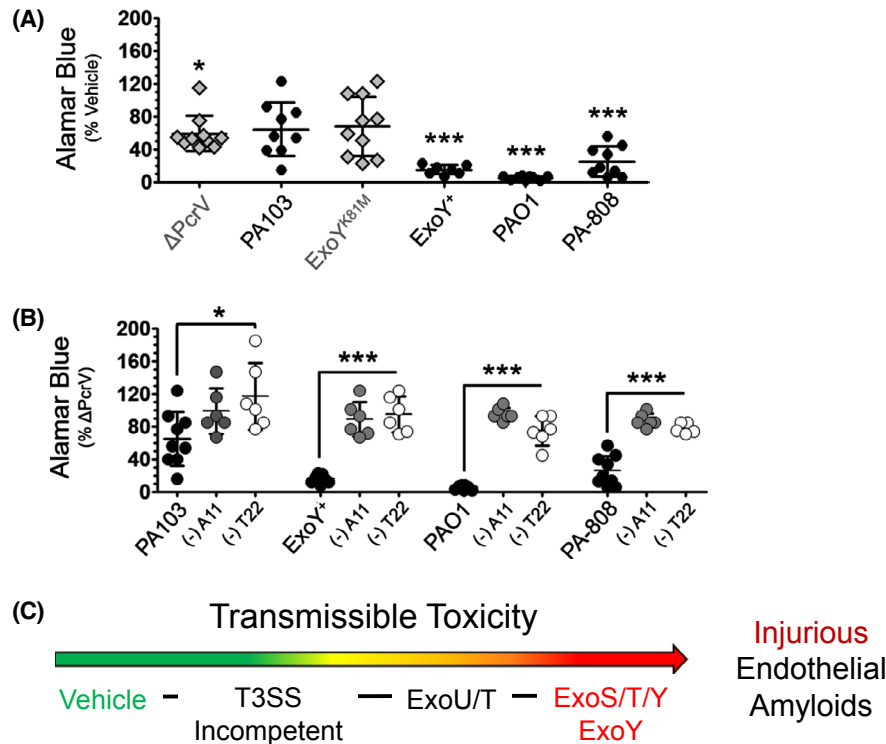 (A)
Alamar Blue
(% Vehicle)
200
160
120
80
40
0
*
***
***
***
ΔPcrV
PA103
ExoYK81M
ExoY+
PAO1
PA-808
(B)
Alamar Blue
(% ΔPcrV)
200
160
120
80
40
0
*
***
***
***
PA103
(-) A11
(-) T22
ExoY+
(-) A11
(-) T22
PAO1
(-) A11
(-) T22
PA-808
(-) A11
(-) T22
(C)
Transmissible Toxicity
Vehicle – T3SS – ExoU/T – ExoS/T/Y
Incompetent ExoY
Injurious
Endothelial
Amyloids